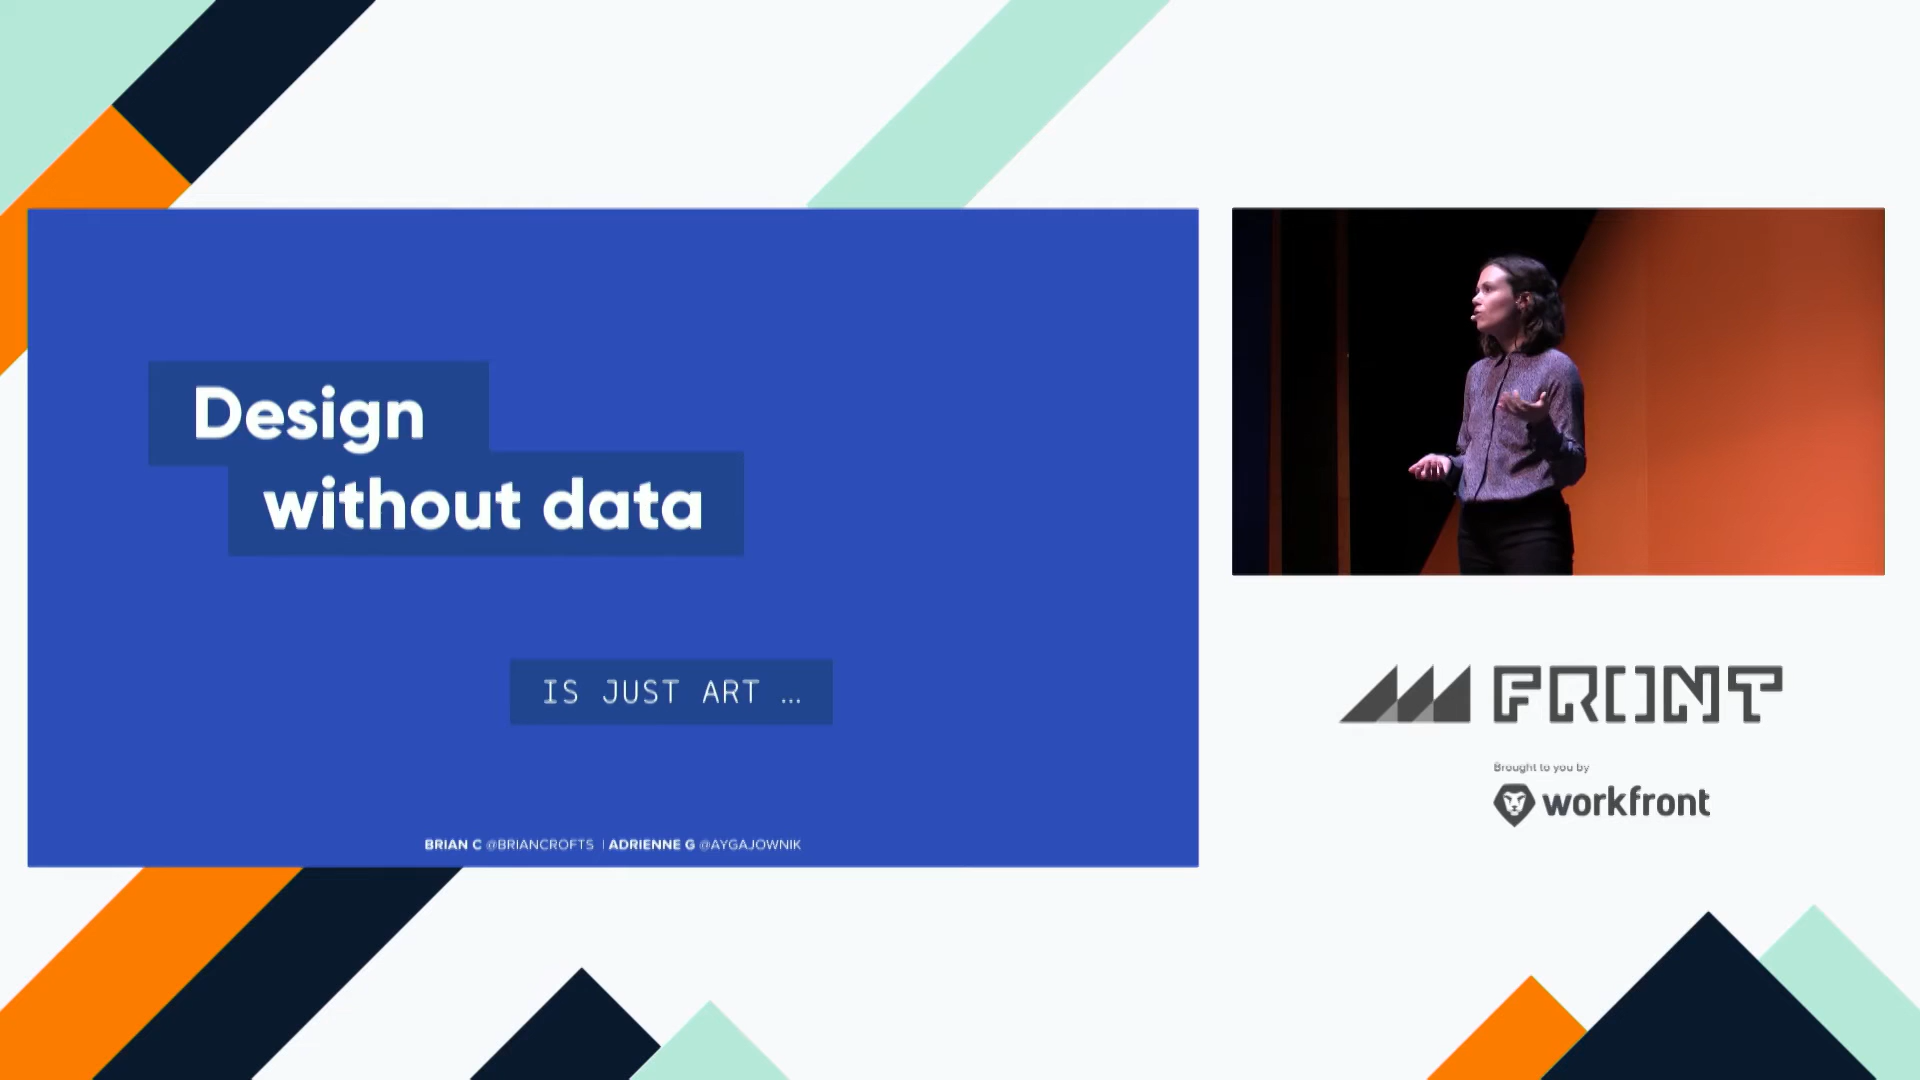 Design
without data
IS JUST ART ...
BRIAN C @BRIANCROFTS | ADRIENNE G @AYGAJOWNIK
FRONT
Brought to you by
workfront